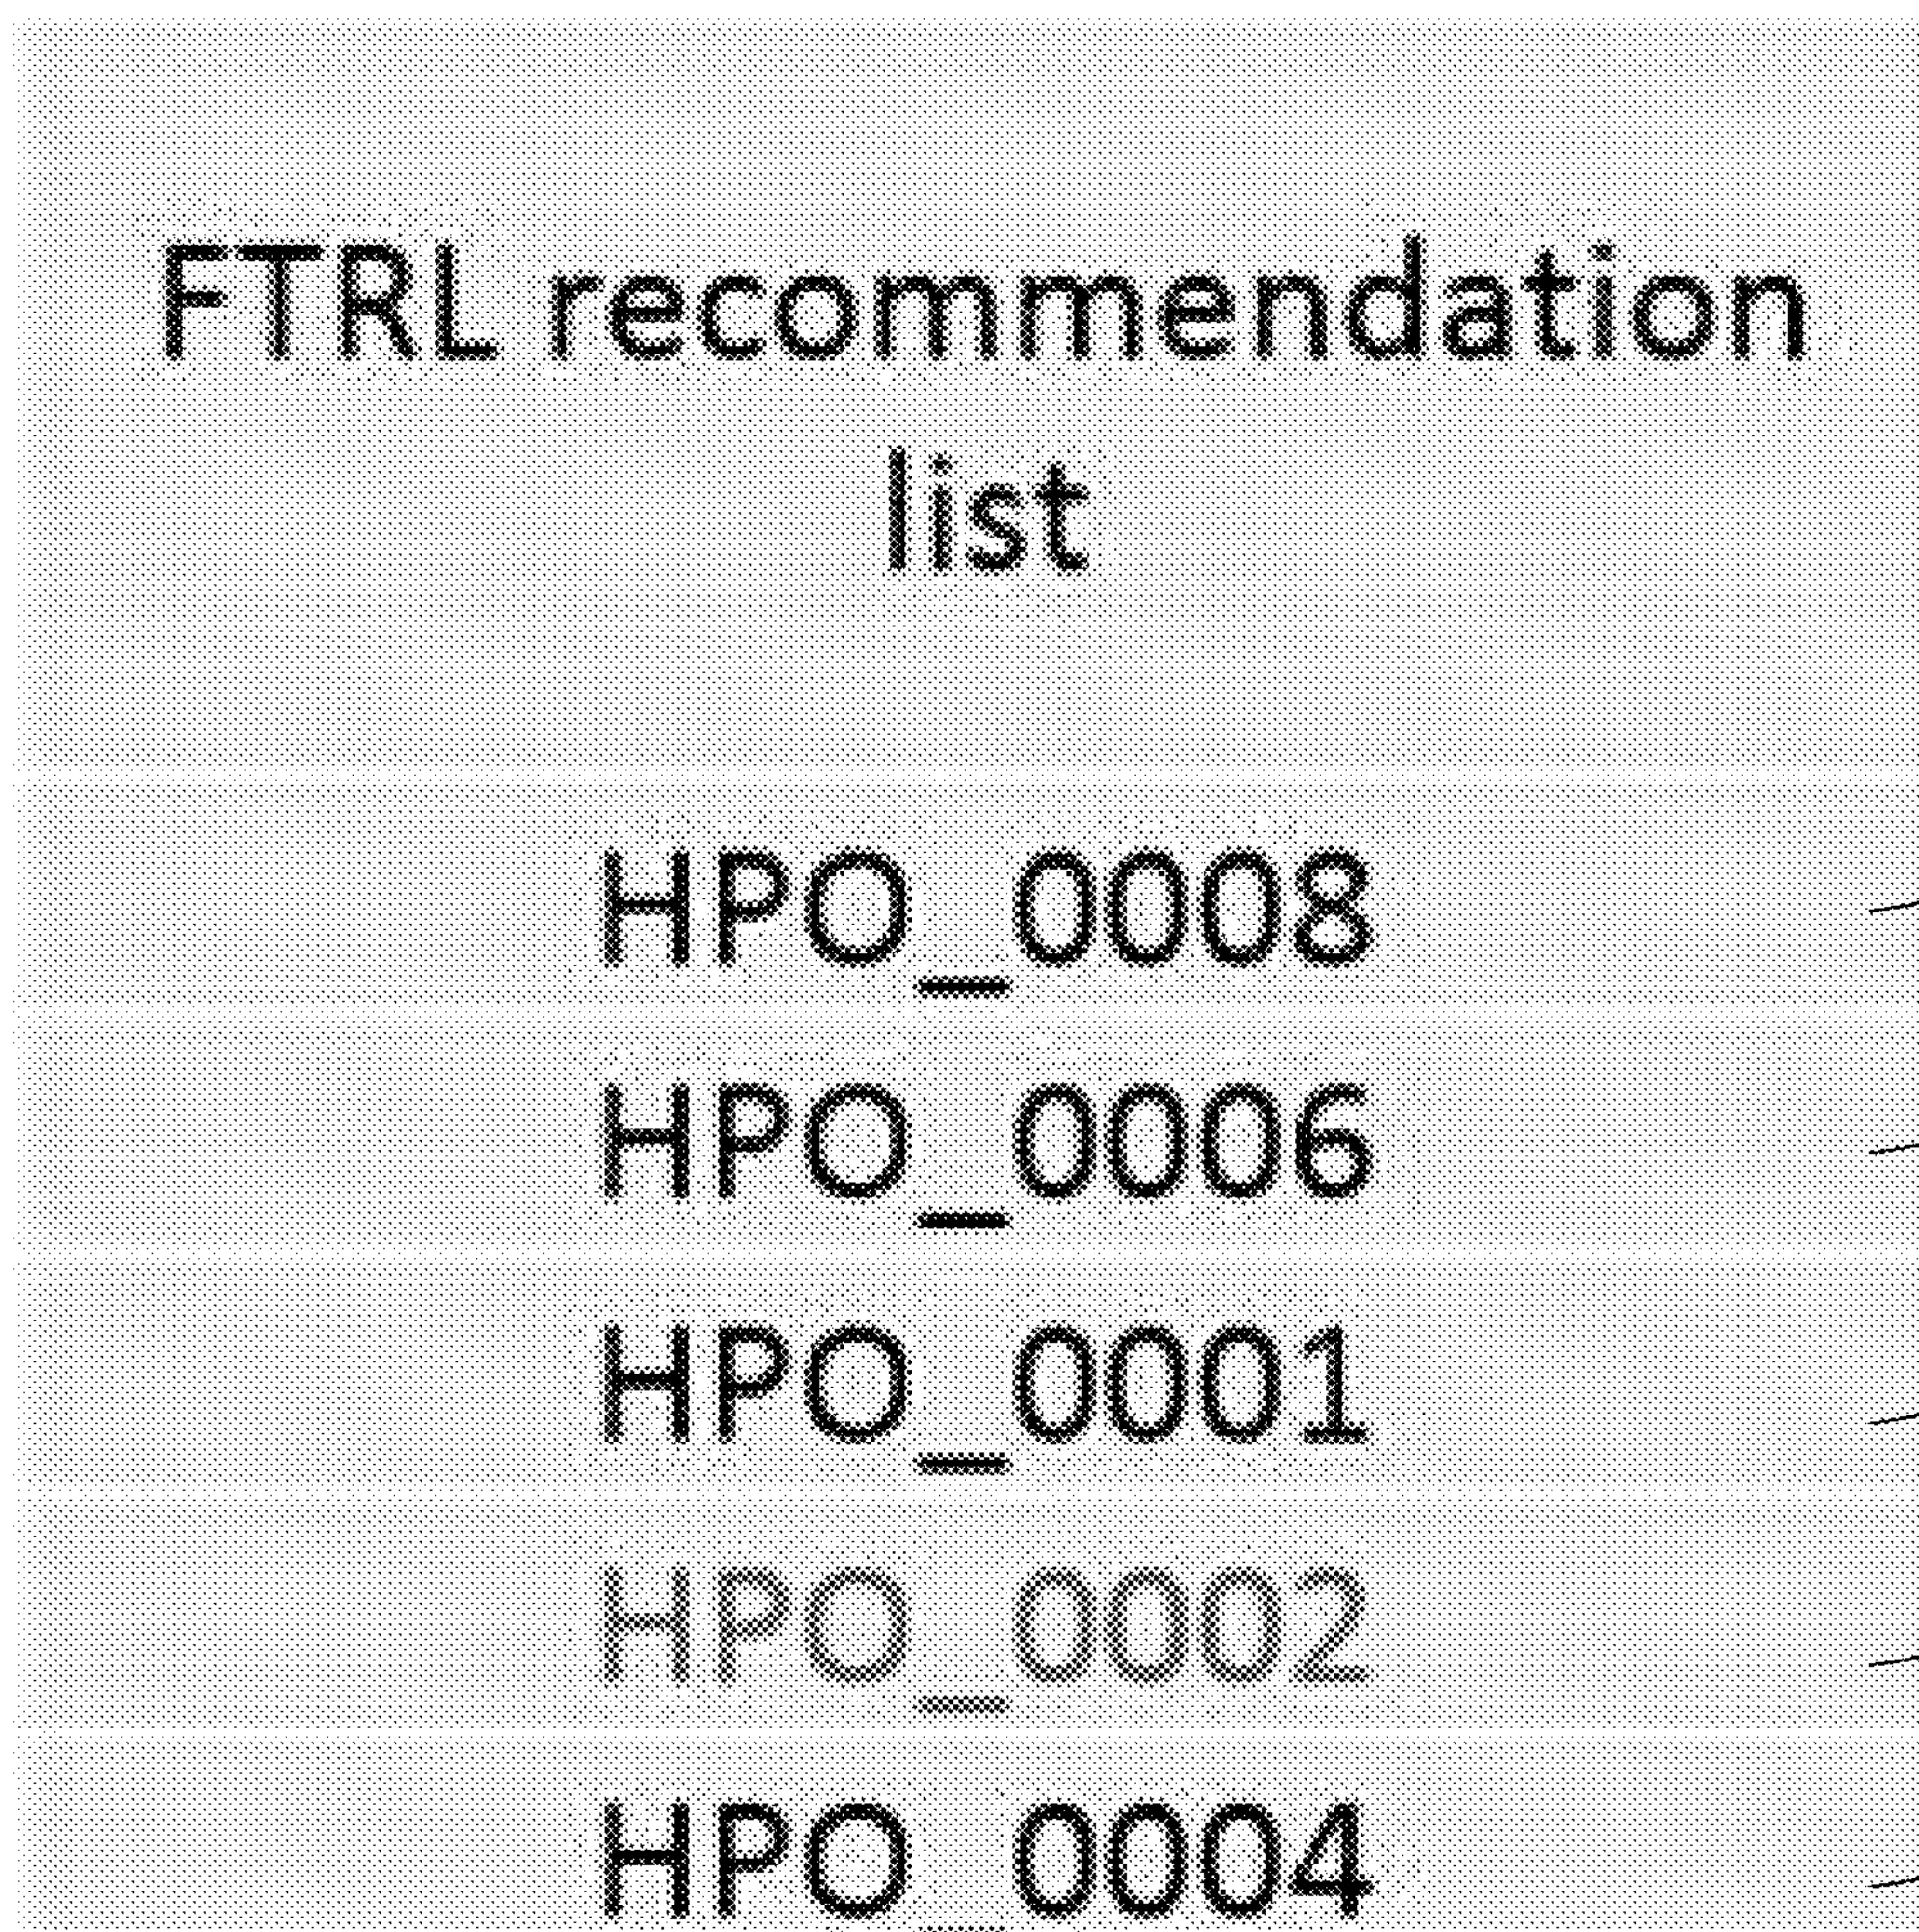 FTRL recommendation
list
HPO_0008
HPO_0006
HPO_0001
HPO_0002
HPO_0004